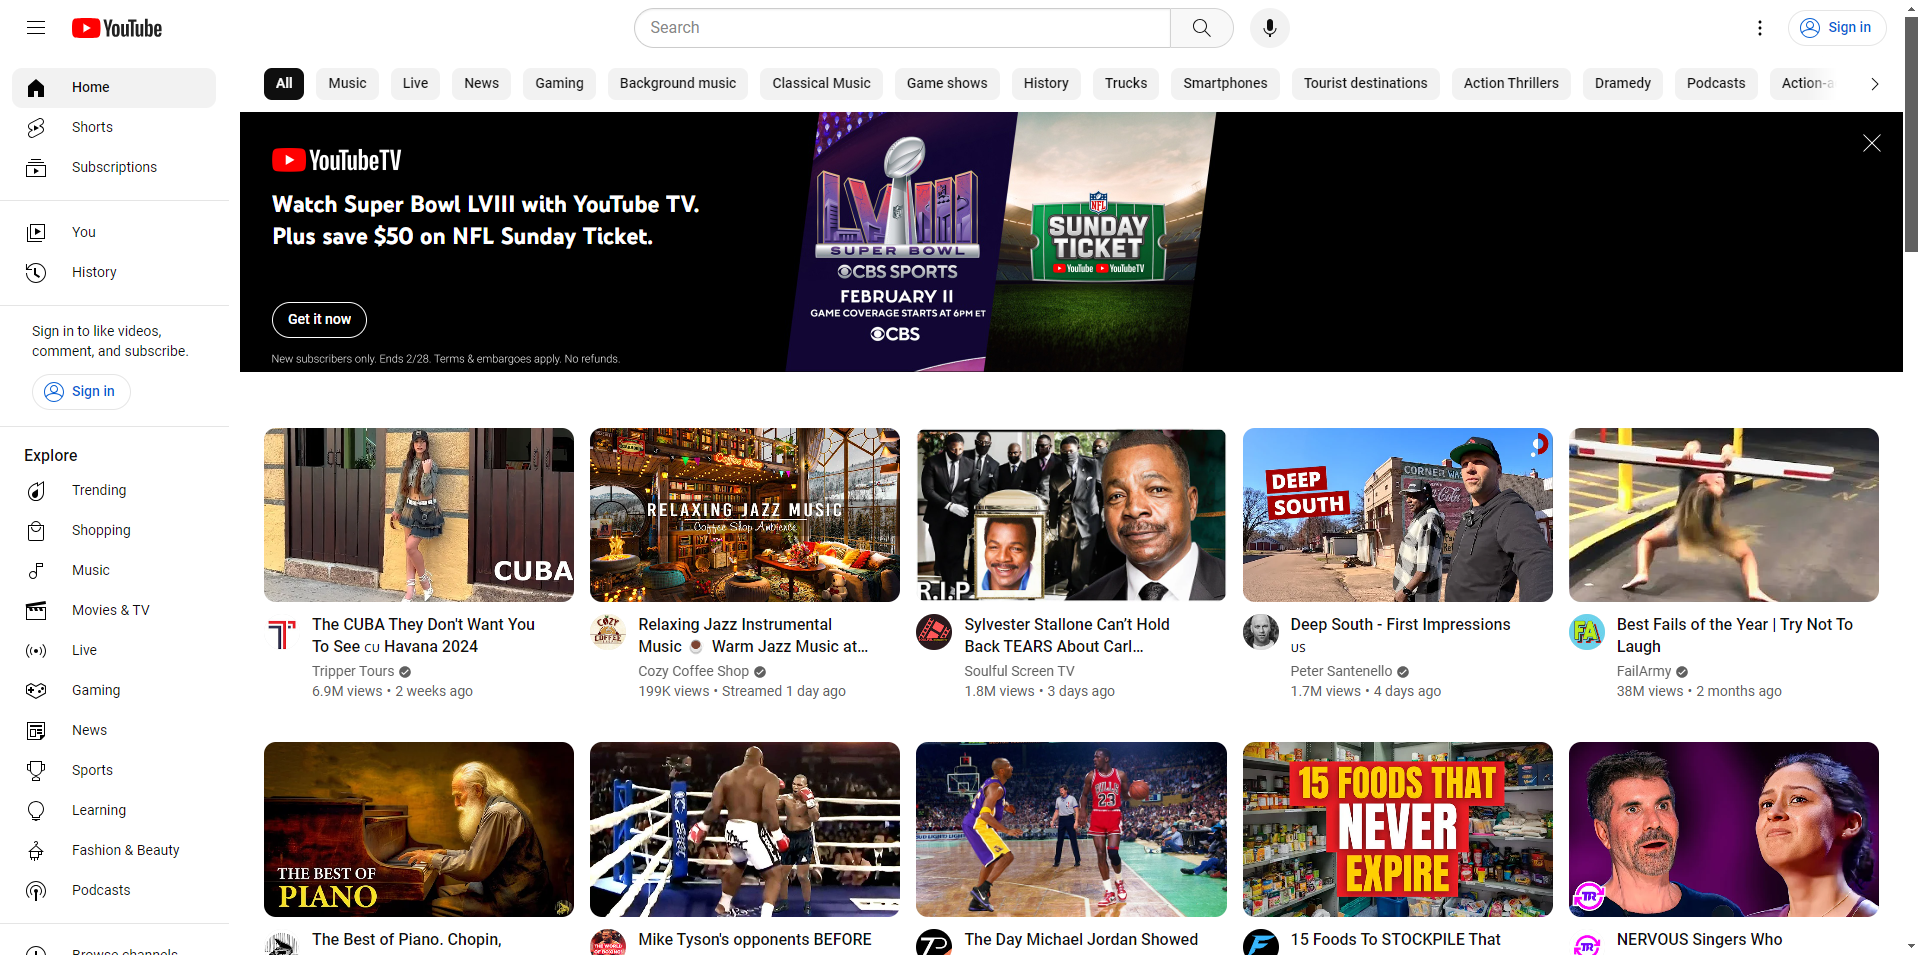 YouTube
Search
Sign in
Home
Shorts
Subscriptions
You
History
Sign in to like videos,
comment, and subscribe.
Sign in
Explore
Trending
Shopping
Music
Movies & TV
Live
Gaming
News
Sports
Learning
Fashion & Beauty
Podcasts
Browse channels
All
Music
Live
News
Gaming
Background music
Classical Music
Game shows
History
Trucks
Smartphones
Tourist destinations
Action Thrillers
Dramedy
Podcasts
Action-a
YouTubeTV
Watch Super Bowl LVIII with YouTube TV.
Plus save $50 on NFL Sunday Ticket.
Get it now
New subscribers only. Ends 2/28. Terms & embargoes apply. No refunds.
LVIII
SUPER BOWL
CBS SPORTS
FEBRUARY 11
GAME COVERAGE STARTS AT 6PM ET
CBS
NFL
SUNDAY
TICKET
YouTube YouTubeTV
CUBA
The CUBA They Don't Want You
To See CU Havana 2024
Tripper Tours
6.9M views • 2 weeks ago
RELAXING JAZZ MUSIC
Coffee Shop Ambience
COZY
COFFEE
Relaxing Jazz Instrumental
Music ☕ Warm Jazz Music at...
Cozy Coffee Shop
199K views • Streamed 1 day ago
R.I.P
Sylvester Stallone Can't Hold
Back TEARS About Carl...
Soulful Screen TV
1.8M views • 3 days ago
DEEP
SOUTH
CORNER
Deep South - First Impressions
US
Peter Santenello
1.7M views • 4 days ago
FA
Best Fails of the Year | Try Not To
Laugh
FailArmy
38M views • 2 months ago
THE BEST OF
PIANO
The Best of Piano. Chopin,
Mike Tyson's opponents BEFORE
BULLS
23
The Day Michael Jordan Showed
15 FOODS THAT
NEVER
EXPIRE
15 Foods To STOCKPILE That
TR
TR
NERVOUS Singers Who